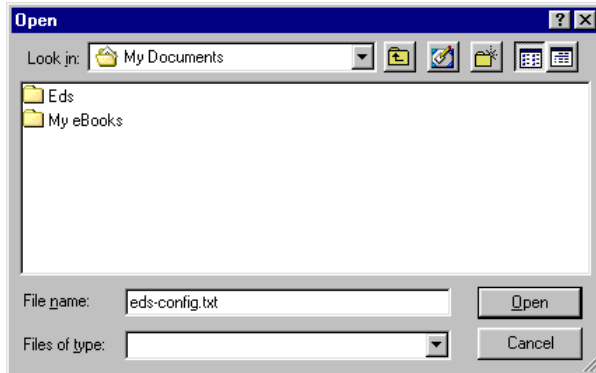 Open
Look in: My Documents
Eds
My eBooks
File name: eds-config.txt Open
Files of type: Cancel